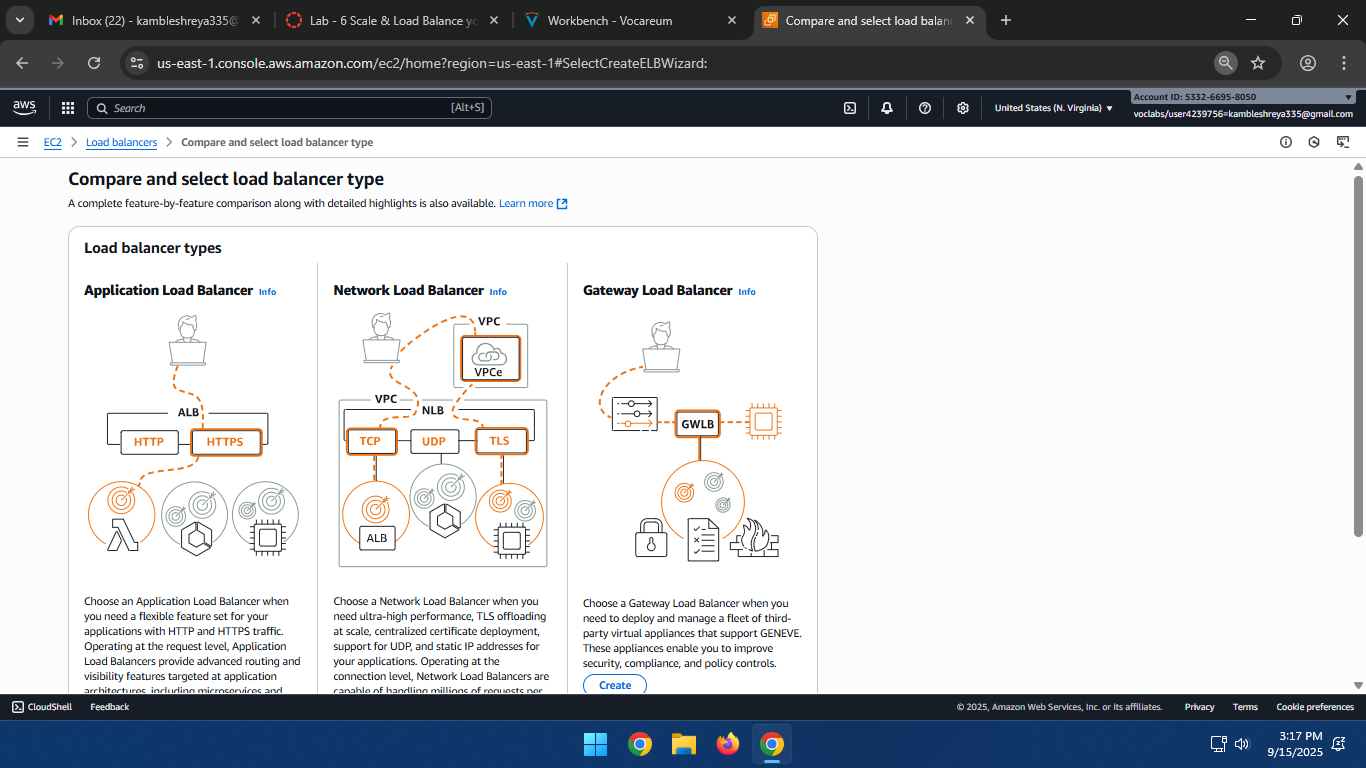 Inbox (22) - kambleshreya335@
Lab - 6 Scale & Load Balance yo
Workbench - Vocareum
Compare and select load balan
us-east-1.console.aws.amazon.com/ec2/home?region=us-east-1#SelectCreateELBWizard:
aws
Search
[Alt+S]
United States (N. Virginia)
Account ID: 5332-6695-8050
voclabs/user4239756=kambleshreya335@gmail.com
EC2
Load balancers
Compare and select load balancer type
Compare and select load balancer type
A complete feature-by-feature comparison along with detailed highlights is also available. Learn more
Load balancer types
Application Load Balancer Info
ALB
HTTP
HTTPS
Choose an Application Load Balancer when
you need a flexible feature set for your
applications with HTTP and HTTPS traffic.
Operating at the request level, Application
Load Balancers provide advanced routing and
visibility features targeted at application
architectures, including microservices and
Network Load Balancer Info
VPC
VPCe
VPC
NLB
TCP
UDP
TLS
ALB
Choose a Network Load Balancer when you
need ultra-high performance, TLS offloading
at scale, centralized certificate deployment,
support for UDP, and static IP addresses for
your applications. Operating at the
connection level, Network Load Balancers are
capable of handling millions of requests per
Gateway Load Balancer Info
GWLB
Choose a Gateway Load Balancer when you
need to deploy and manage a fleet of third-
party virtual appliances that support GENEVE.
These appliances enable you to improve
security, compliance, and policy controls.
Create
CloudShell
Feedback
© 2025, Amazon Web Services, Inc. or its affiliates.
Privacy
Terms
Cookie preferences
3:17 PM
9/15/2025